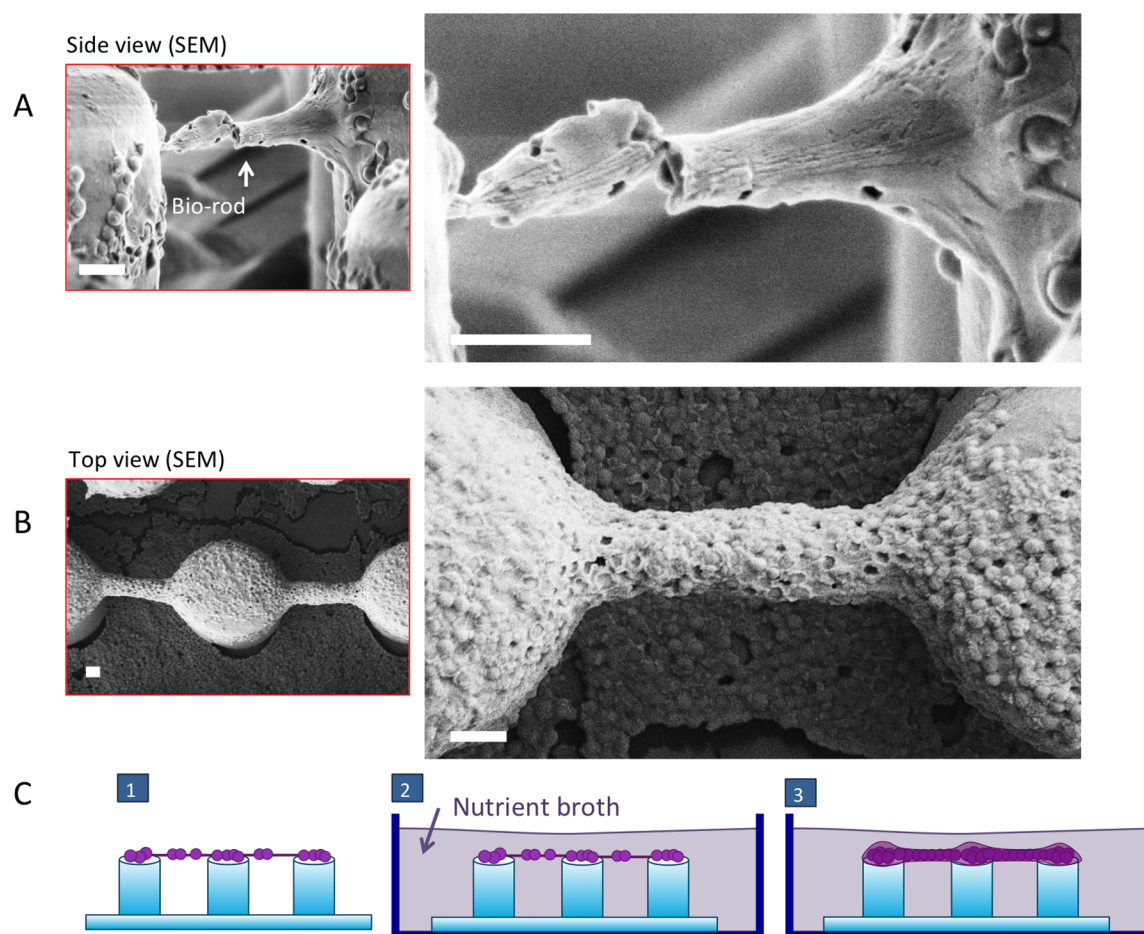 Side view (SEM)
A
Bio-rod
Top view (SEM)
B
C
1
2
Nutrient broth
3